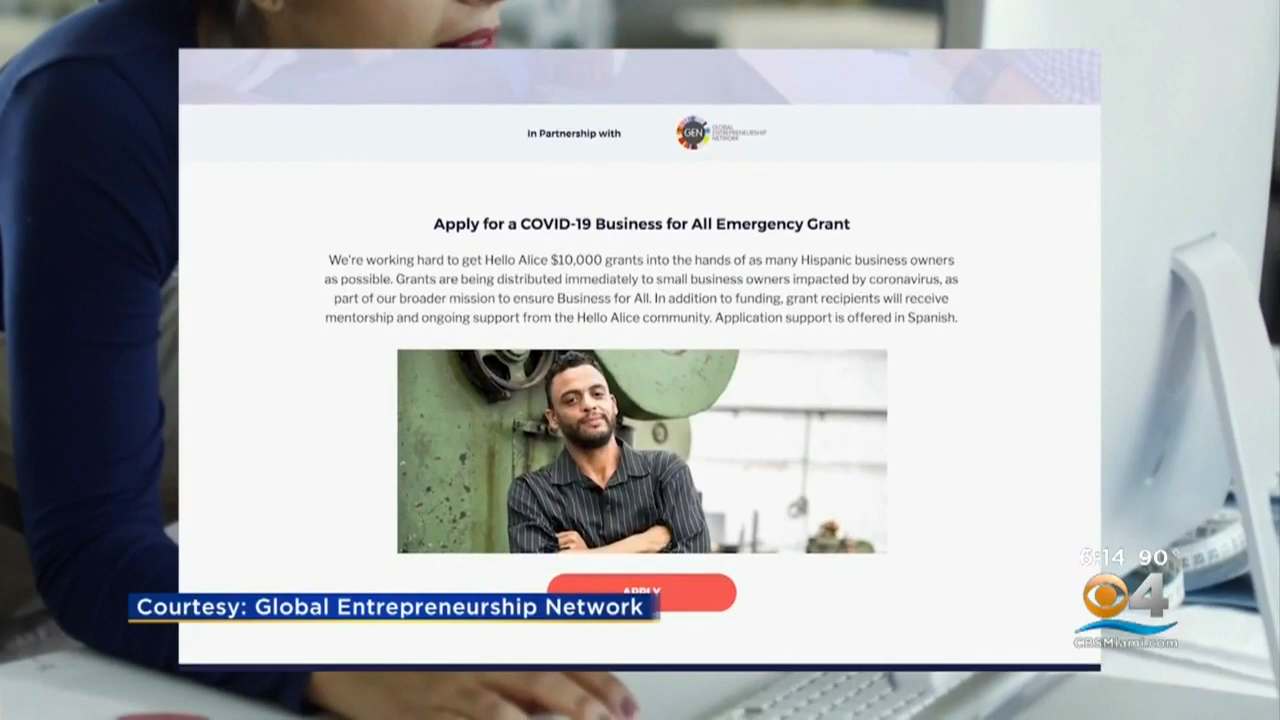 In Partnership with
GEN
GLOBAL
ENTREPRENEURSHIP
NETWORK
Apply for a COVID-19 Business for All Emergency Grant
We're working hard to get Hello Alice $10,000 grants into the hands of as many Hispanic business owners
as possible. Grants are being distributed immediately to small business owners impacted by coronavirus, as
part of our broader mission to ensure Business for All. In addition to funding, grant recipients will receive
mentorship and ongoing support from the Hello Alice community. Application support is offered in Spanish.
APPLY
Courtesy: Global Entrepreneurship Network
6:14 90°
4
CBSMiami.com